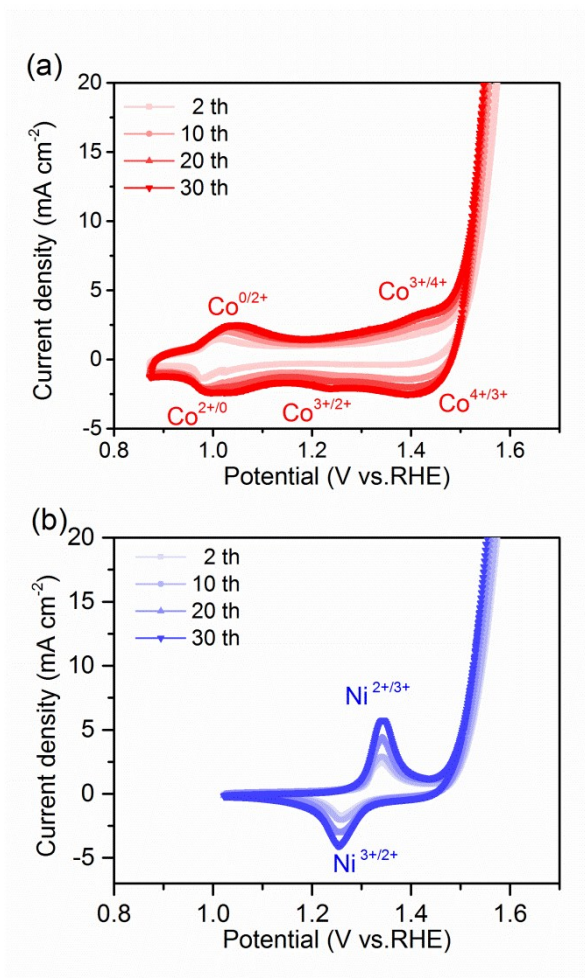 (a)
20
15
10
5
0
-5
Current density (mA cm⁻²)
2 th
10 th
20 th
30 th
Co⁰/²⁺
Co³⁺/⁴⁺
Co²⁺/⁰
Co³⁺/²⁺
Co⁴⁺/³⁺
0.8 1.0 1.2 1.4 1.6
Potential (V vs.RHE)
(b)
20
15
10
5
0
-5
Current density (mA cm⁻²)
2 th
10 th
20 th
30 th
Ni ²⁺/³⁺
Ni ³⁺/²⁺
0.8 1.0 1.2 1.4 1.6
Potential (V vs.RHE)